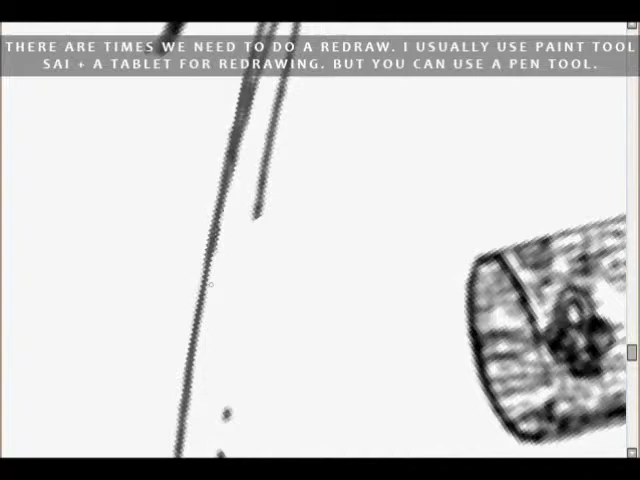 THERE ARE TIMES WE NEED TO DO A REDRAW. I USUALLY USE PAINT TOOL
SAI + A TABLET FOR REDRAWING. BUT YOU CAN USE A PEN TOOL.